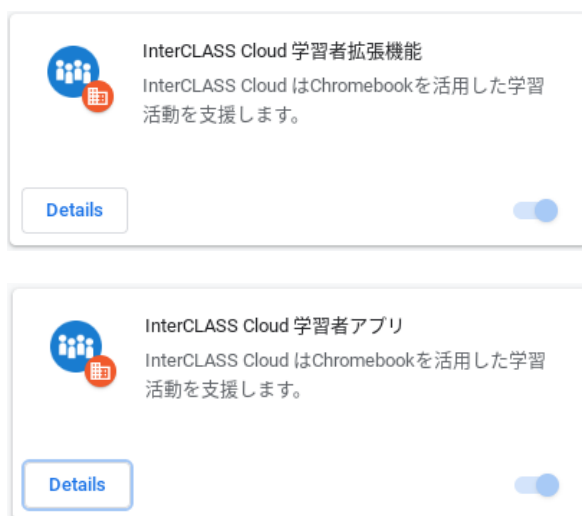 InterCLASS Cloud 学習者拡張機能
InterCLASS Cloud はChromebookを活用した学習
活動を支援します。
Details
InterCLASS Cloud 学習者アプリ
InterCLASS Cloud はChromebookを活用した学習
活動を支援します。
Details